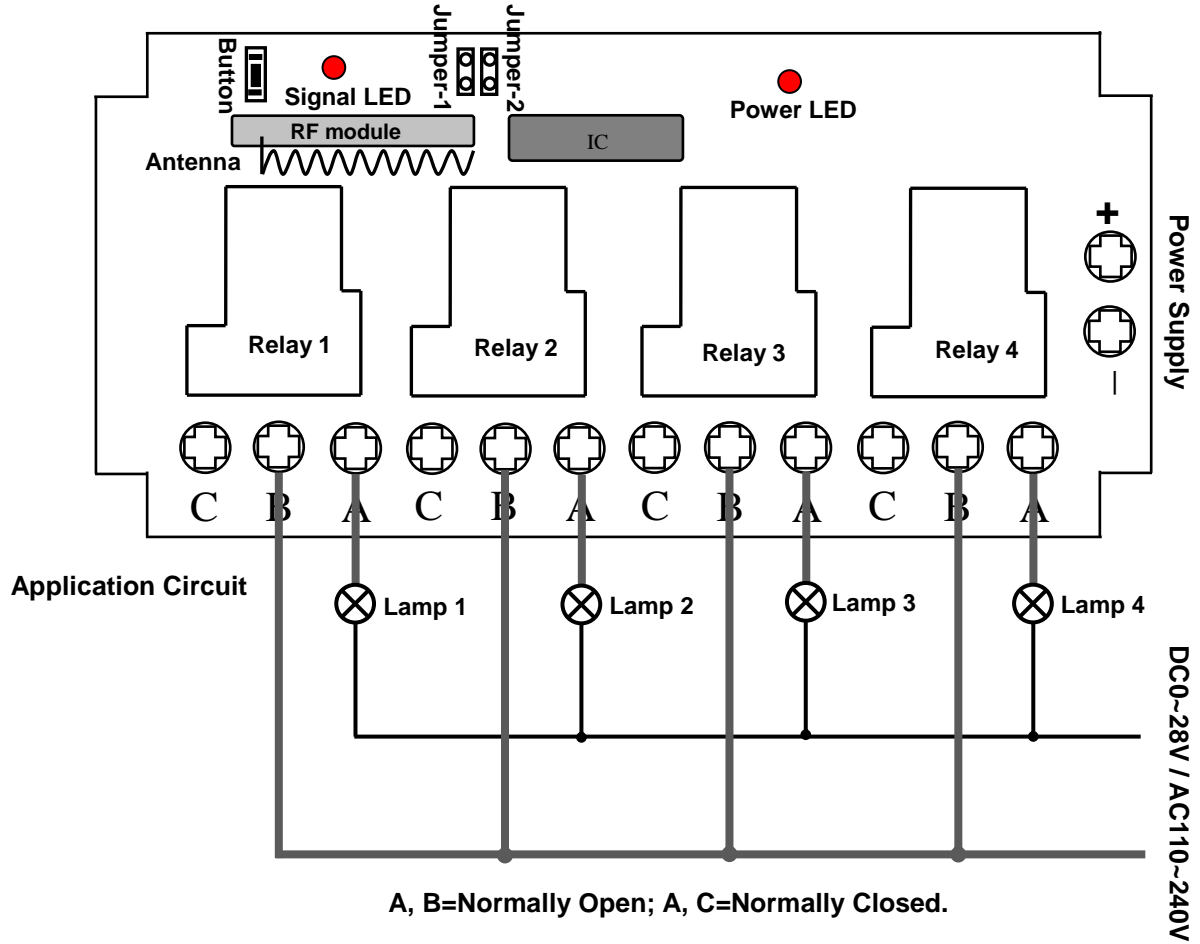 Button
Signal LED
Jumper-1
Jumper-2
Power LED
RF module
IC
Antenna
+
Power Supply
Relay 1
Relay 2
Relay 3
Relay 4
—
C B A C B A C B A C B A
Application Circuit
Lamp 1
Lamp 2
Lamp 3
Lamp 4
DC0~28V / AC110~240V
A, B=Normally Open; A, C=Normally Closed.